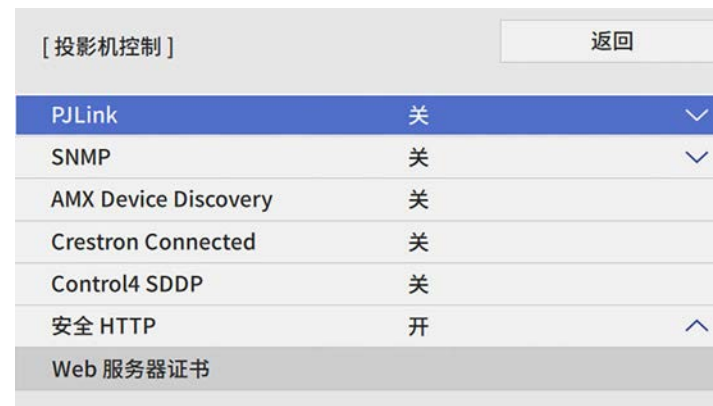 [ 投影机控制 ] 返回
PJLink 关
SNMP 关
AMX Device Discovery 关
Crestron Connected 关
Control4 SDDP 关
安全 HTTP 开
Web 服务器证书